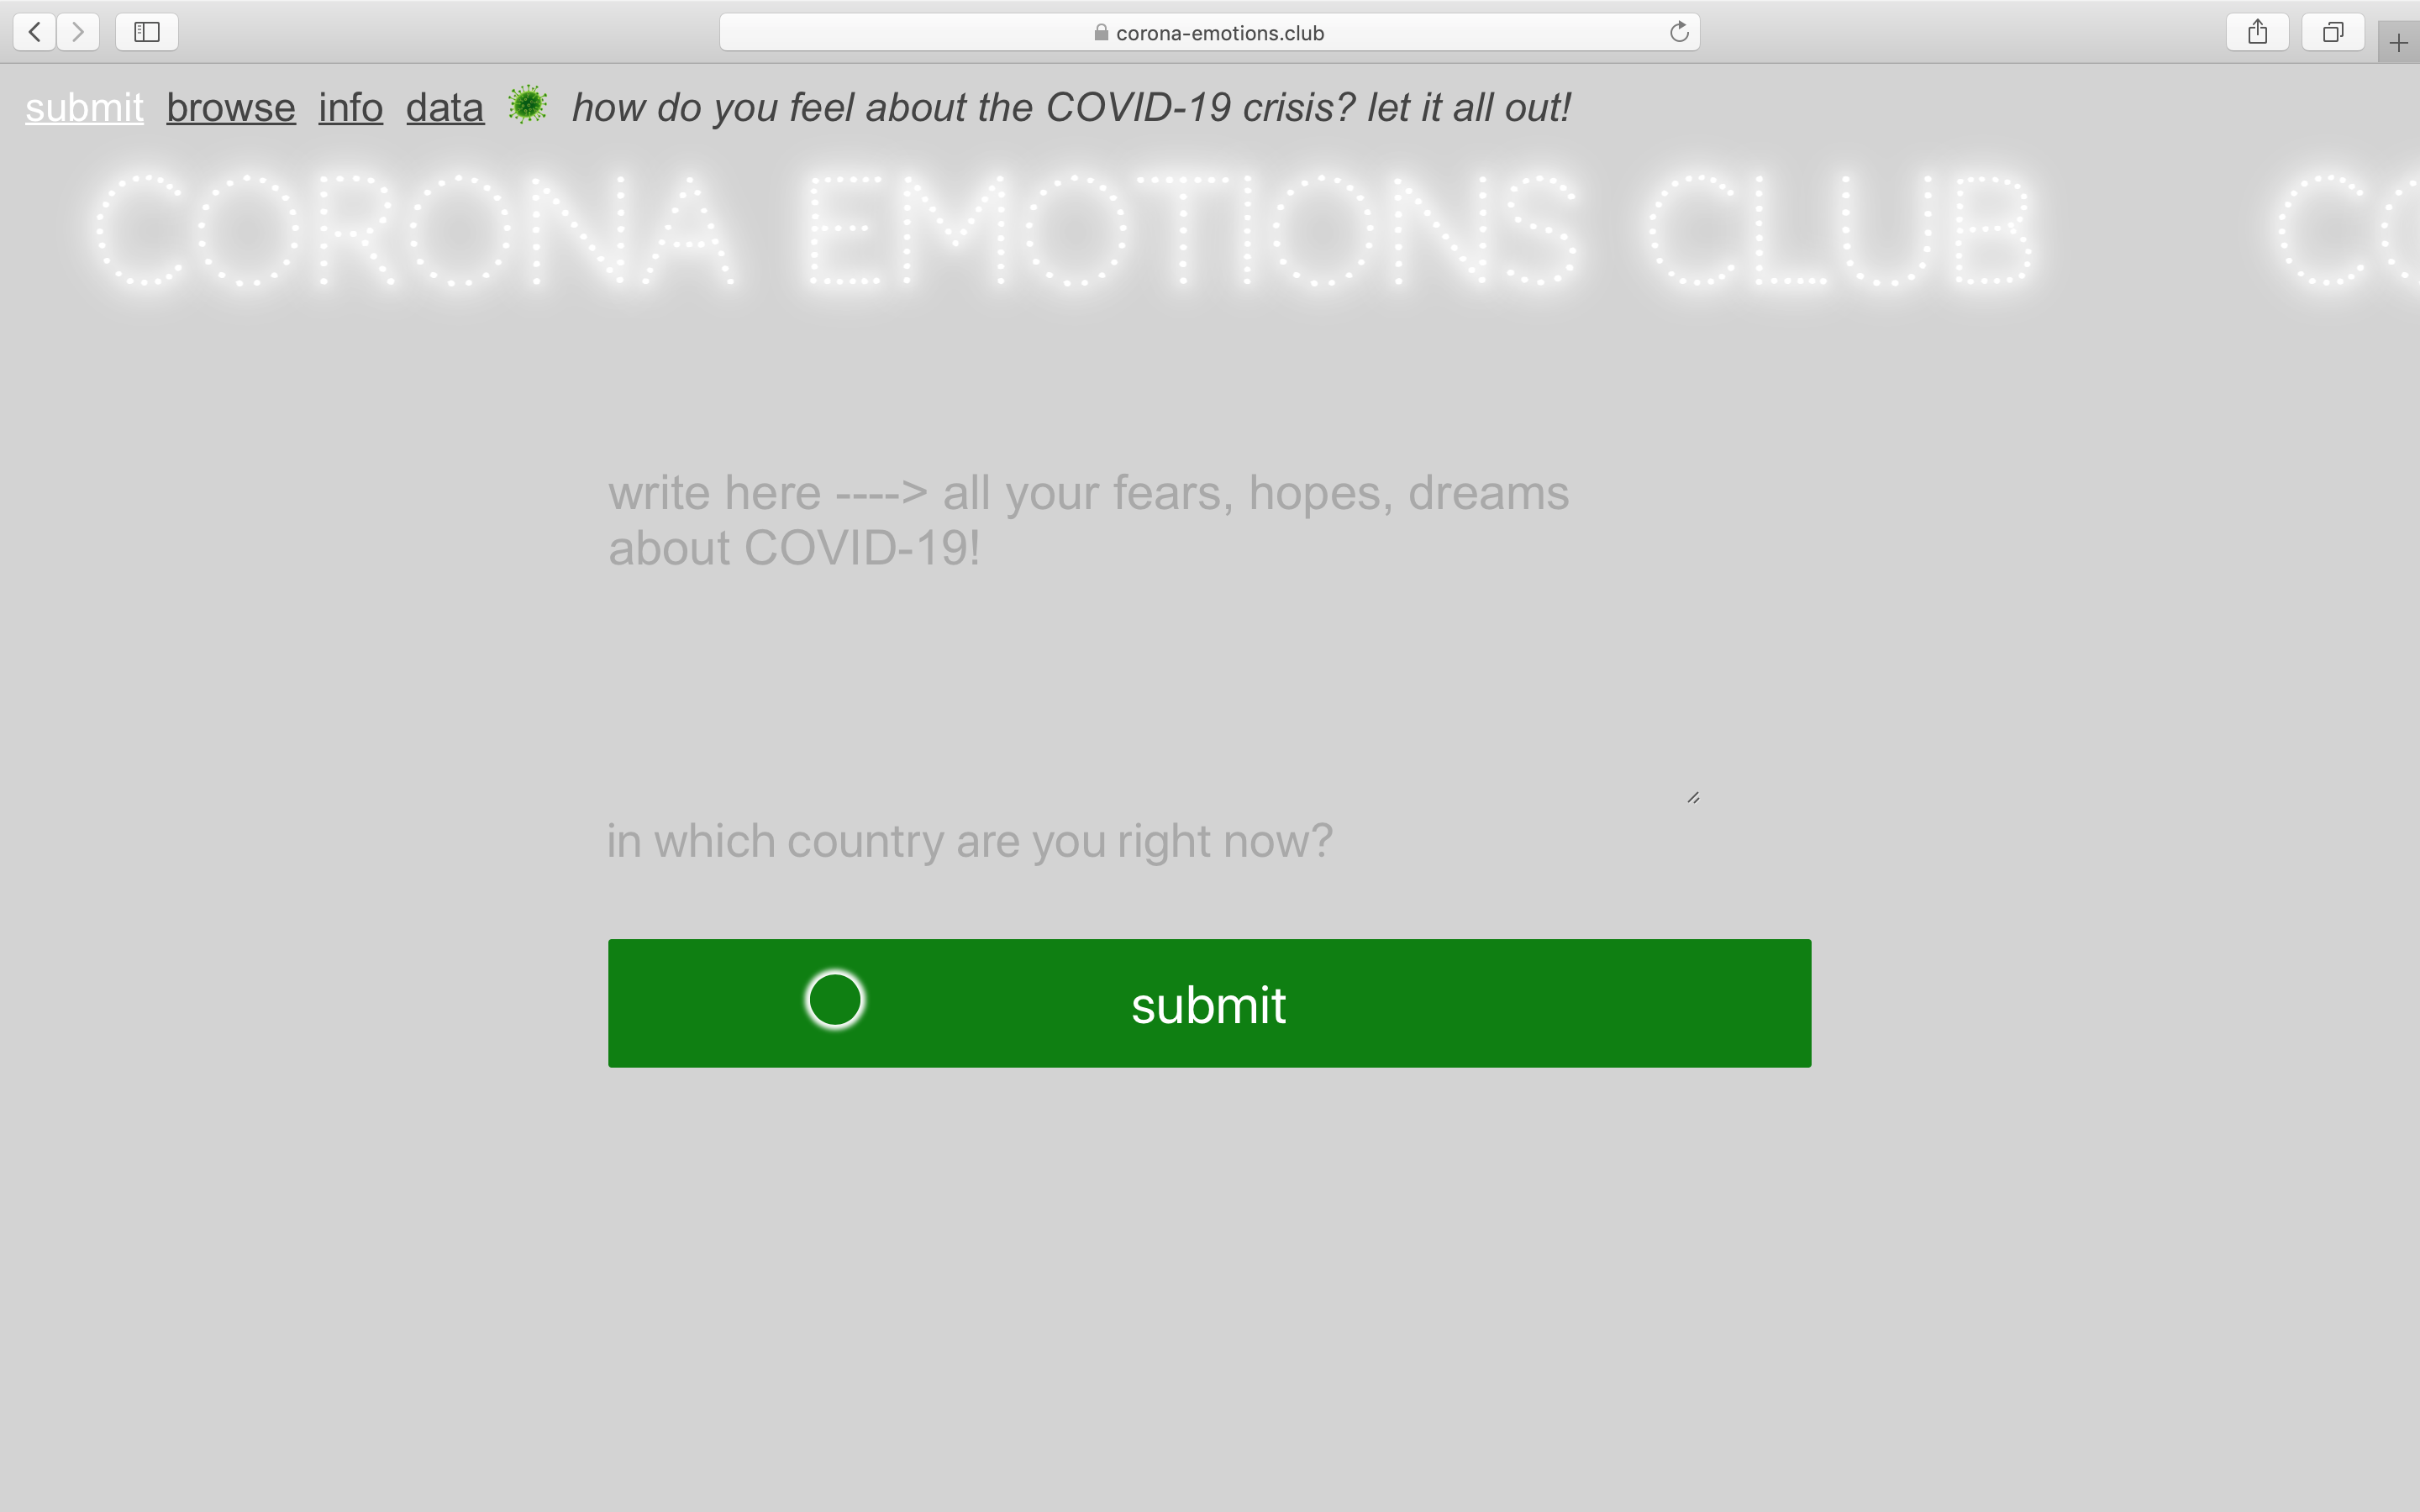 corona-emotions.club
submit browse info data how do you feel about the COVID-19 crisis? let it all out!
CORONA EMOTIONS CLUB CO
write here ----> all your fears, hopes, dreams
about COVID-19!
in which country are you right now?
submit